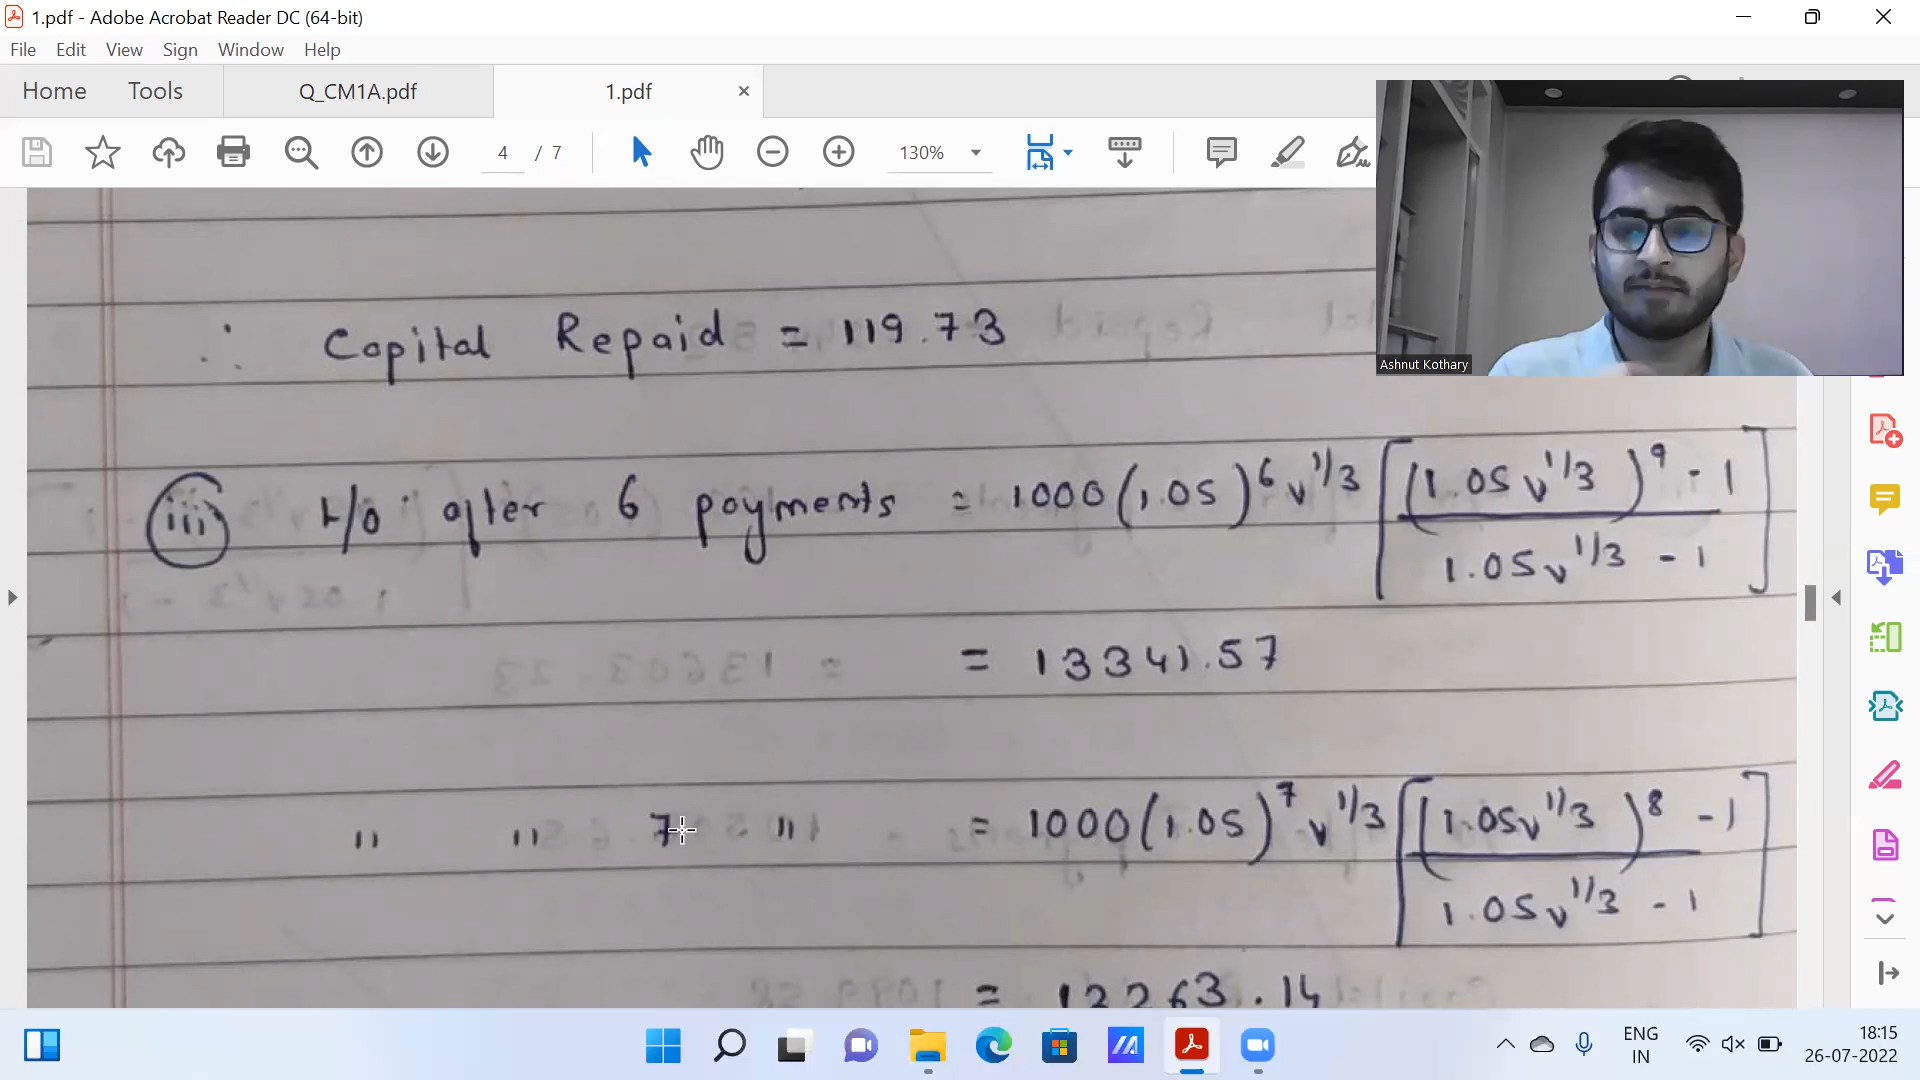 1.pdf - Adobe Acrobat Reader DC (64-bit)
File Edit View Sign Window Help
Home Tools Q_CM1A.pdf 1.pdf
4 / 7 130%
Ashnut Kothary
∴ Capital Repaid = 119.73
(iii) L/o after 6 payments = 1000(1.05)^6 v^1/3 [((1.05v^1/3)^9 - 1) / (1.05v^1/3 - 1)]
= 13341.57
" " 7 " = 1000(1.05)^7 v^1/3 [((1.05v^1/3)^8 - 1) / (1.05v^1/3 - 1)]
= 12263.14
ENG
IN
18:15
26-07-2022